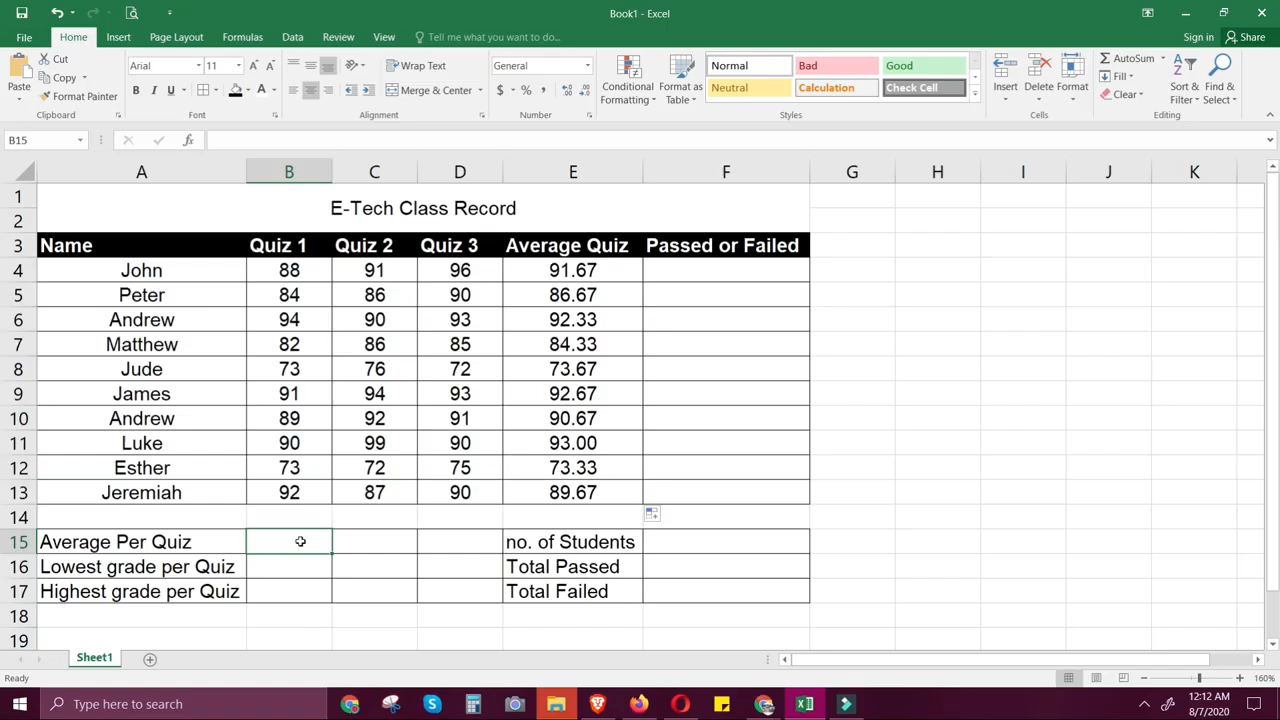 Book1 - Excel
File Home Insert Page Layout Formulas Data Review View Tell me what you want to do... Sign in Share
Paste Cut Copy Format Painter Clipboard
Arial 11 A A B I U A Font
Wrap Text Merge & Center Alignment
General $ % , Number
Conditional Formatting Format as Table Normal Bad Good Neutral Calculation Check Cell Styles
Insert Delete Format Cells
AutoSum Fill Clear Sort & Filter Find & Select Editing
B15 fx
A B C D E F G H I J K
1 E-Tech Class Record
2
3 Name Quiz 1 Quiz 2 Quiz 3 Average Quiz Passed or Failed
4 John 88 91 96 91.67
5 Peter 84 86 90 86.67
6 Andrew 94 90 93 92.33
7 Matthew 82 86 85 84.33
8 Jude 73 76 72 73.67
9 James 91 94 93 92.67
10 Andrew 89 92 91 90.67
11 Luke 90 99 90 93.00
12 Esther 73 72 75 73.33
13 Jeremiah 92 87 90 89.67
14
15 Average Per Quiz no. of Students
16 Lowest grade per Quiz Total Passed
17 Highest grade per Quiz Total Failed
18
19
Sheet1
Ready 160%
Type here to search 12:12 AM
8/7/2020